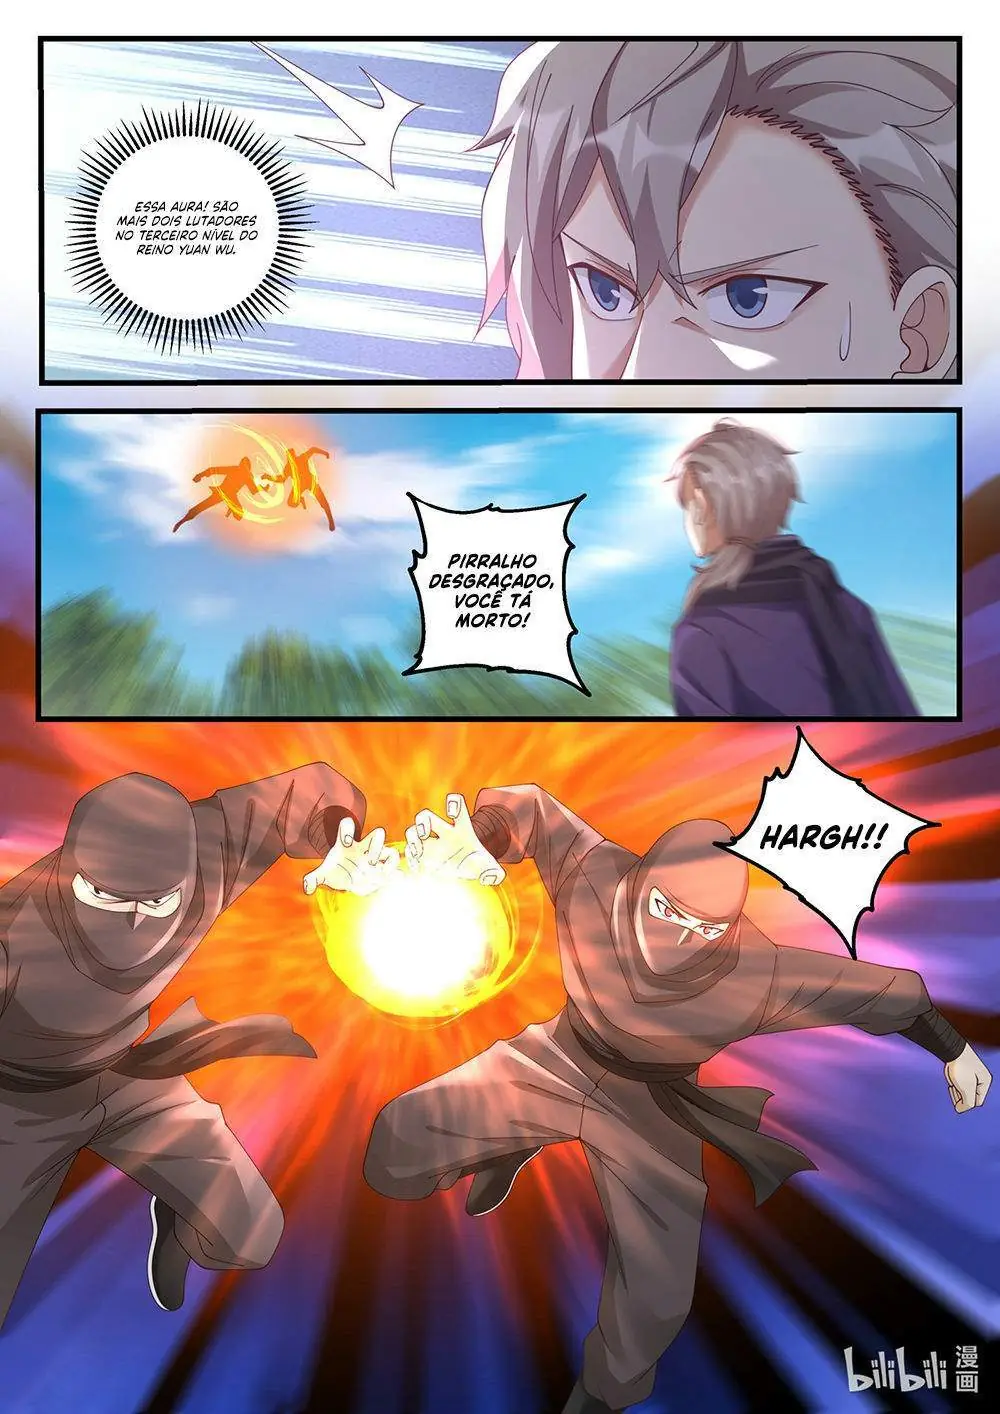 ESSA AURA! SÃO
MAIS DOIS LUTADORES
NO TERCEIRO NÍVEL DO
REINO YUAN WU.
PIRRALHO
DESGRAÇADO,
VOCÊ TÁ
MORTO!
HARGH!!
bilibili 漫画